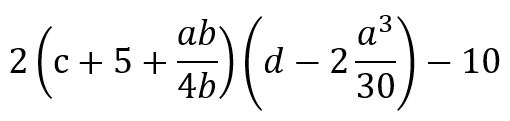 2 (c + 5 + ab/4b) (d − 2 a³/30) − 10